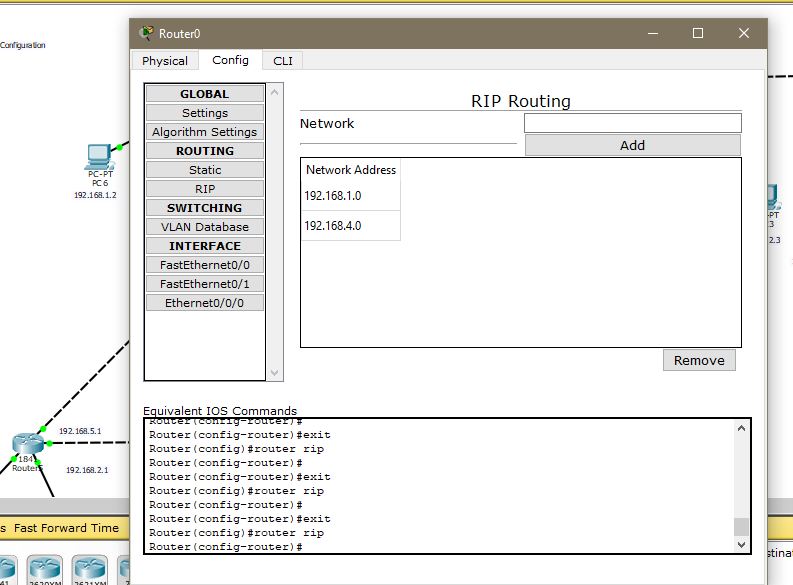 Router0
Configuration
Physical
Config
CLI
GLOBAL
Settings
Algorithm Settings
ROUTING
Static
RIP
SWITCHING
VLAN Database
INTERFACE
FastEthernet0/0
FastEthernet0/1
Ethernet0/0/0
RIP Routing
Network
Add
Network Address
192.168.1.0
192.168.4.0
Remove
PC-PT
PC6
192.168.1.2
192.168.5.1
192.168.2.1
-PT
3
2.3
Equivalent IOS Commands
Router(config-router)#
Router(config-router)#exit
Router(config)#router rip
Router(config-router)#
Router(config-router)#exit
Router(config)#router rip
Router(config-router)#
Router(config-router)#exit
Router(config)#router rip
Router(config-router)#
s Fast Forward Time
41
2620XM
2621XM